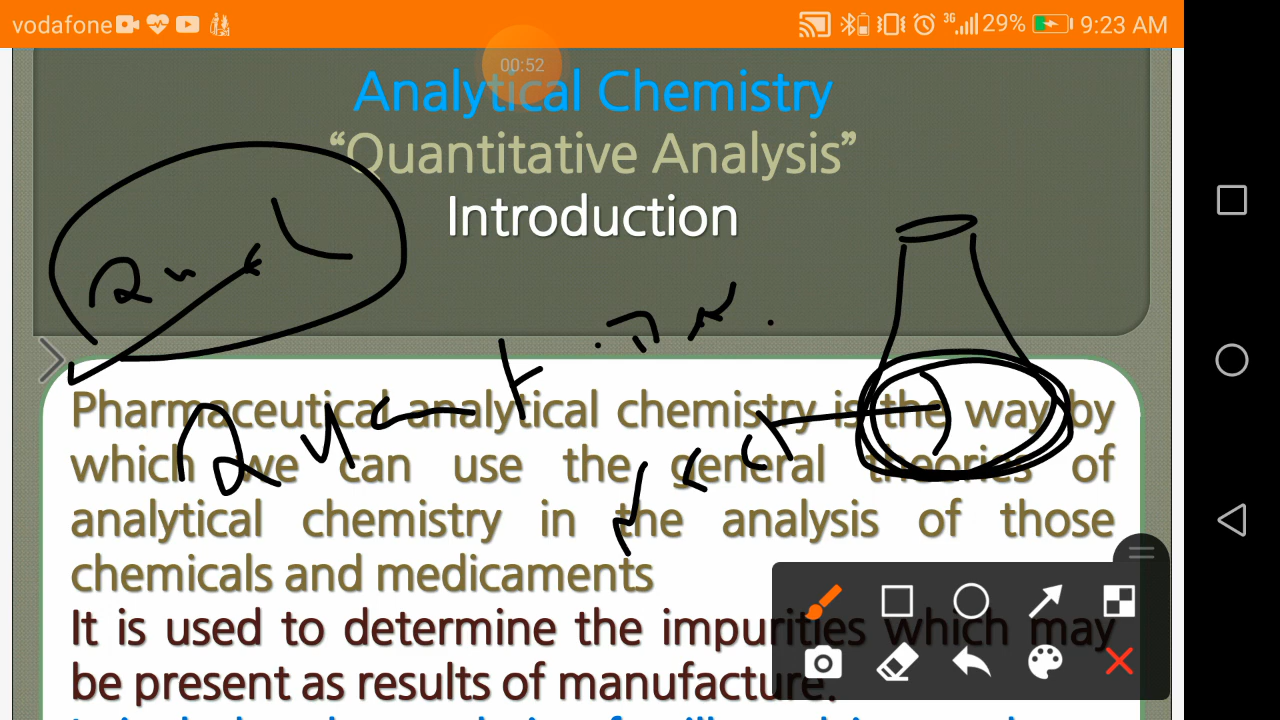 vodafone 3G 29% 9:23 AM
00:52
Analytical Chemistry
“Quantitative Analysis”
Introduction
Pharmaceutical analytical chemistry is the way by
which we can use the general theories of
analytical chemistry in the analysis of those
chemicals and medicaments
It is used to determine the impurities which may
be present as results of manufacture.